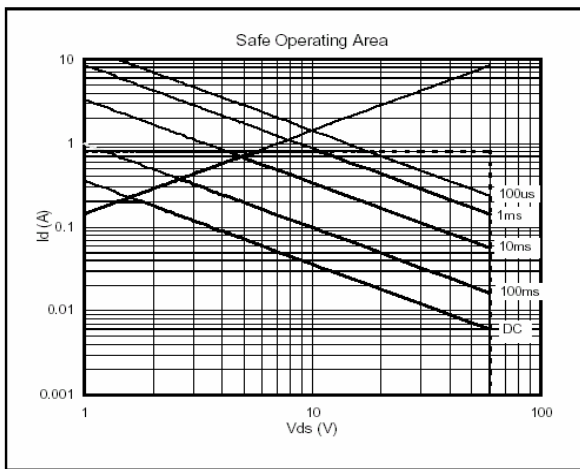 Safe Operating Area
10
1
0.1
0.01
0.001
Id (A)
100us
1ms
10ms
100ms
DC
1
10
100
Vds (V)